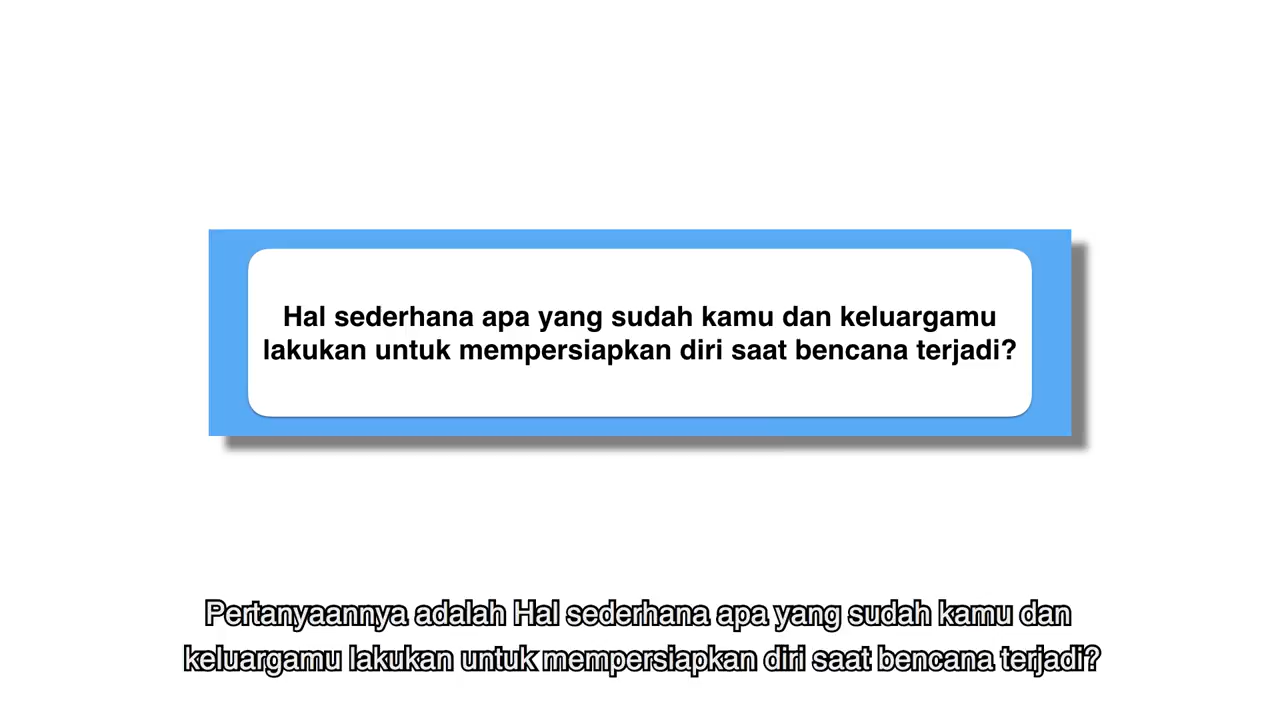 Hal sederhana apa yang sudah kamu dan keluargamu
lakukan untuk mempersiapkan diri saat bencana terjadi?
Pertanyaannya adalah Hal sederhana apa yang sudah kamu dan
keluargamu lakukan untuk mempersiapkan diri saat bencana terjadi?